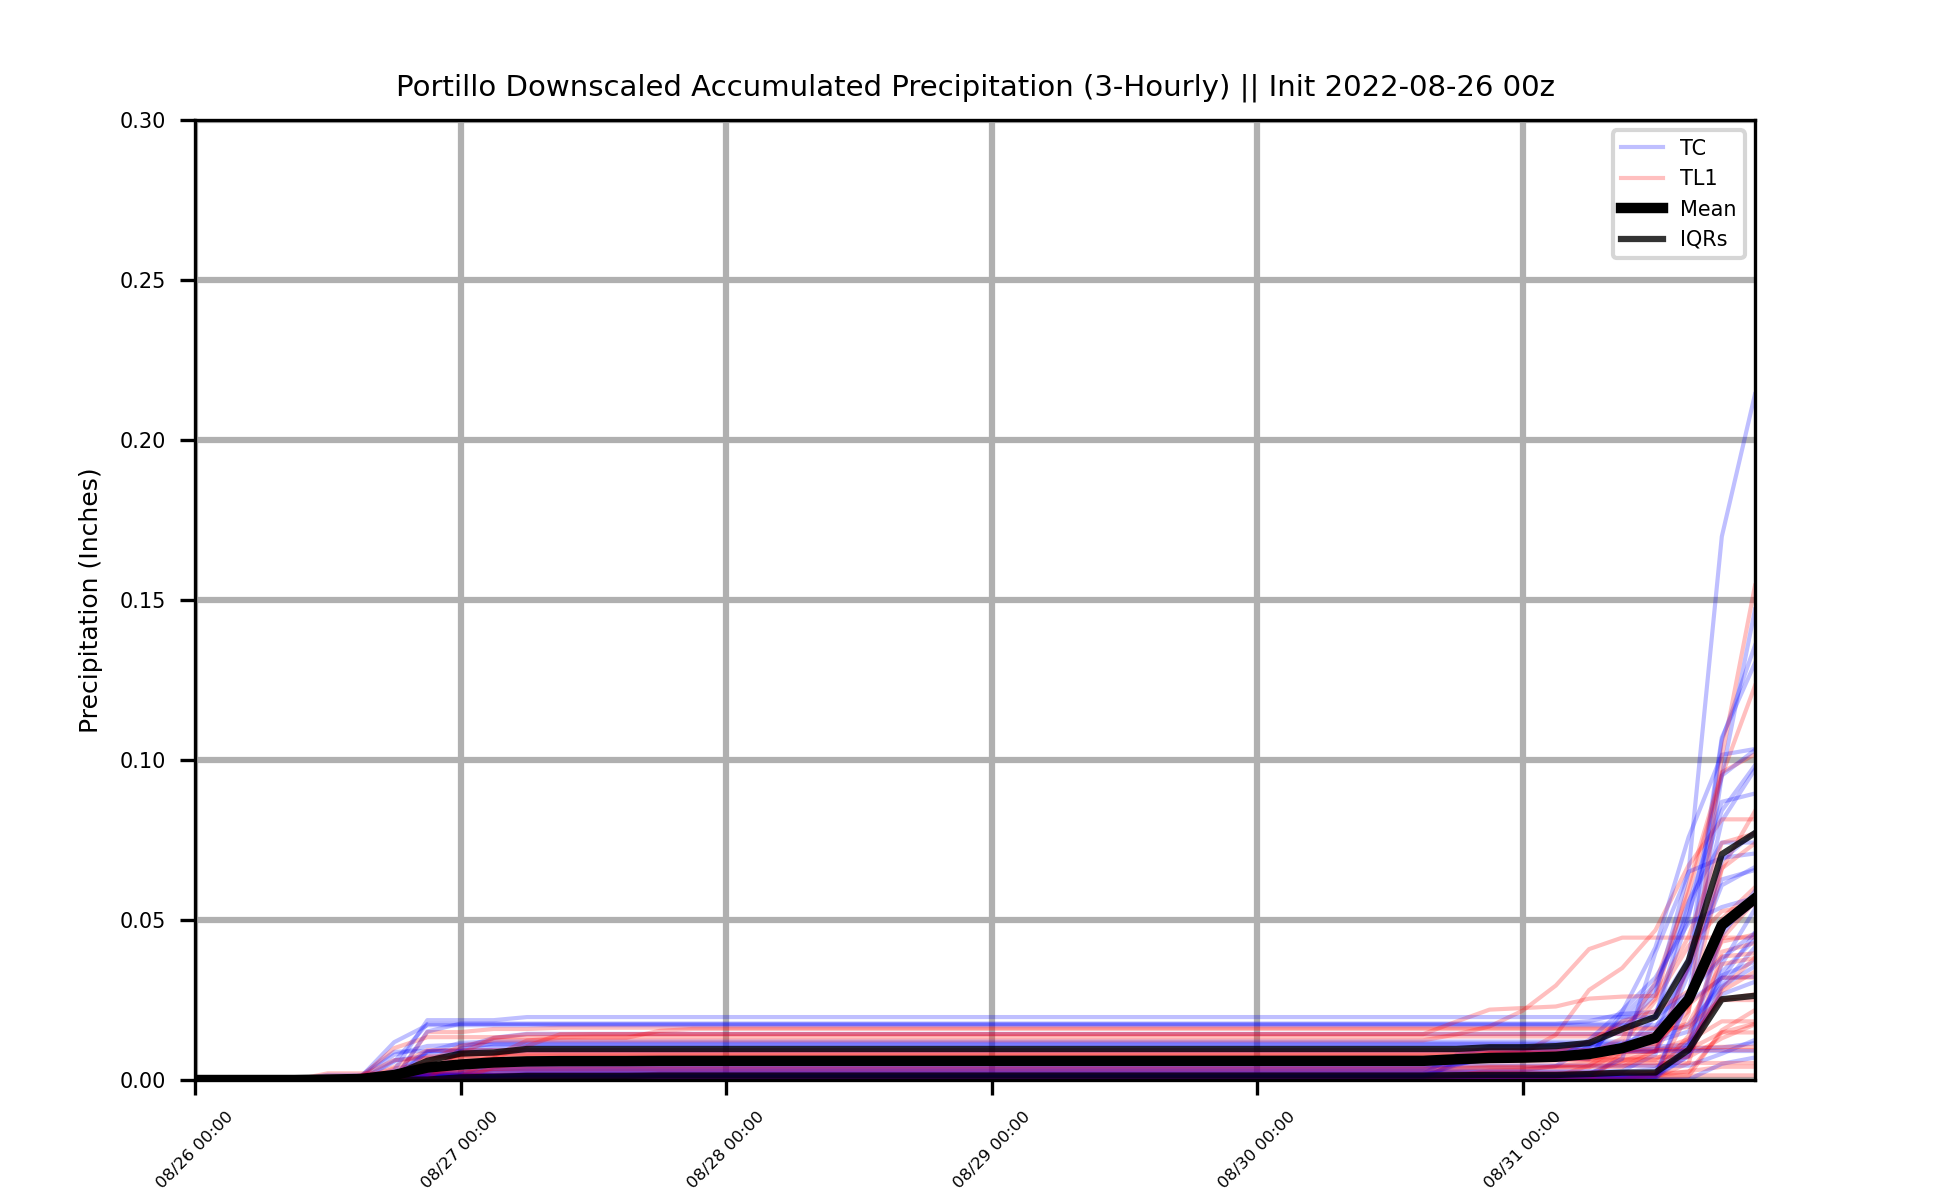 Portillo Downscaled Accumulated Precipitation (3-Hourly) || Init 2022-08-26 00z
TC
TL1
Mean
IQRs
Precipitation (Inches)
0.30
0.25
0.20
0.15
0.10
0.05
0.00
08/26 00:00
08/27 00:00
08/28 00:00
08/29 00:00
08/30 00:00
08/31 00:00